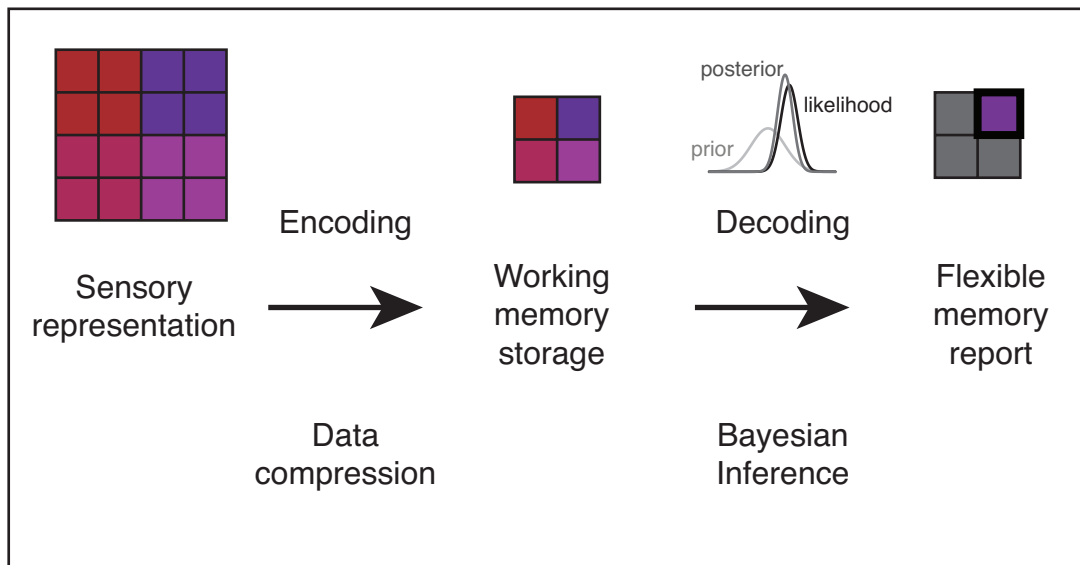 posterior
likelihood
prior
Encoding
Decoding
Sensory
representation
Working
memory
storage
Flexible
memory
report
Data
compression
Bayesian
Inference